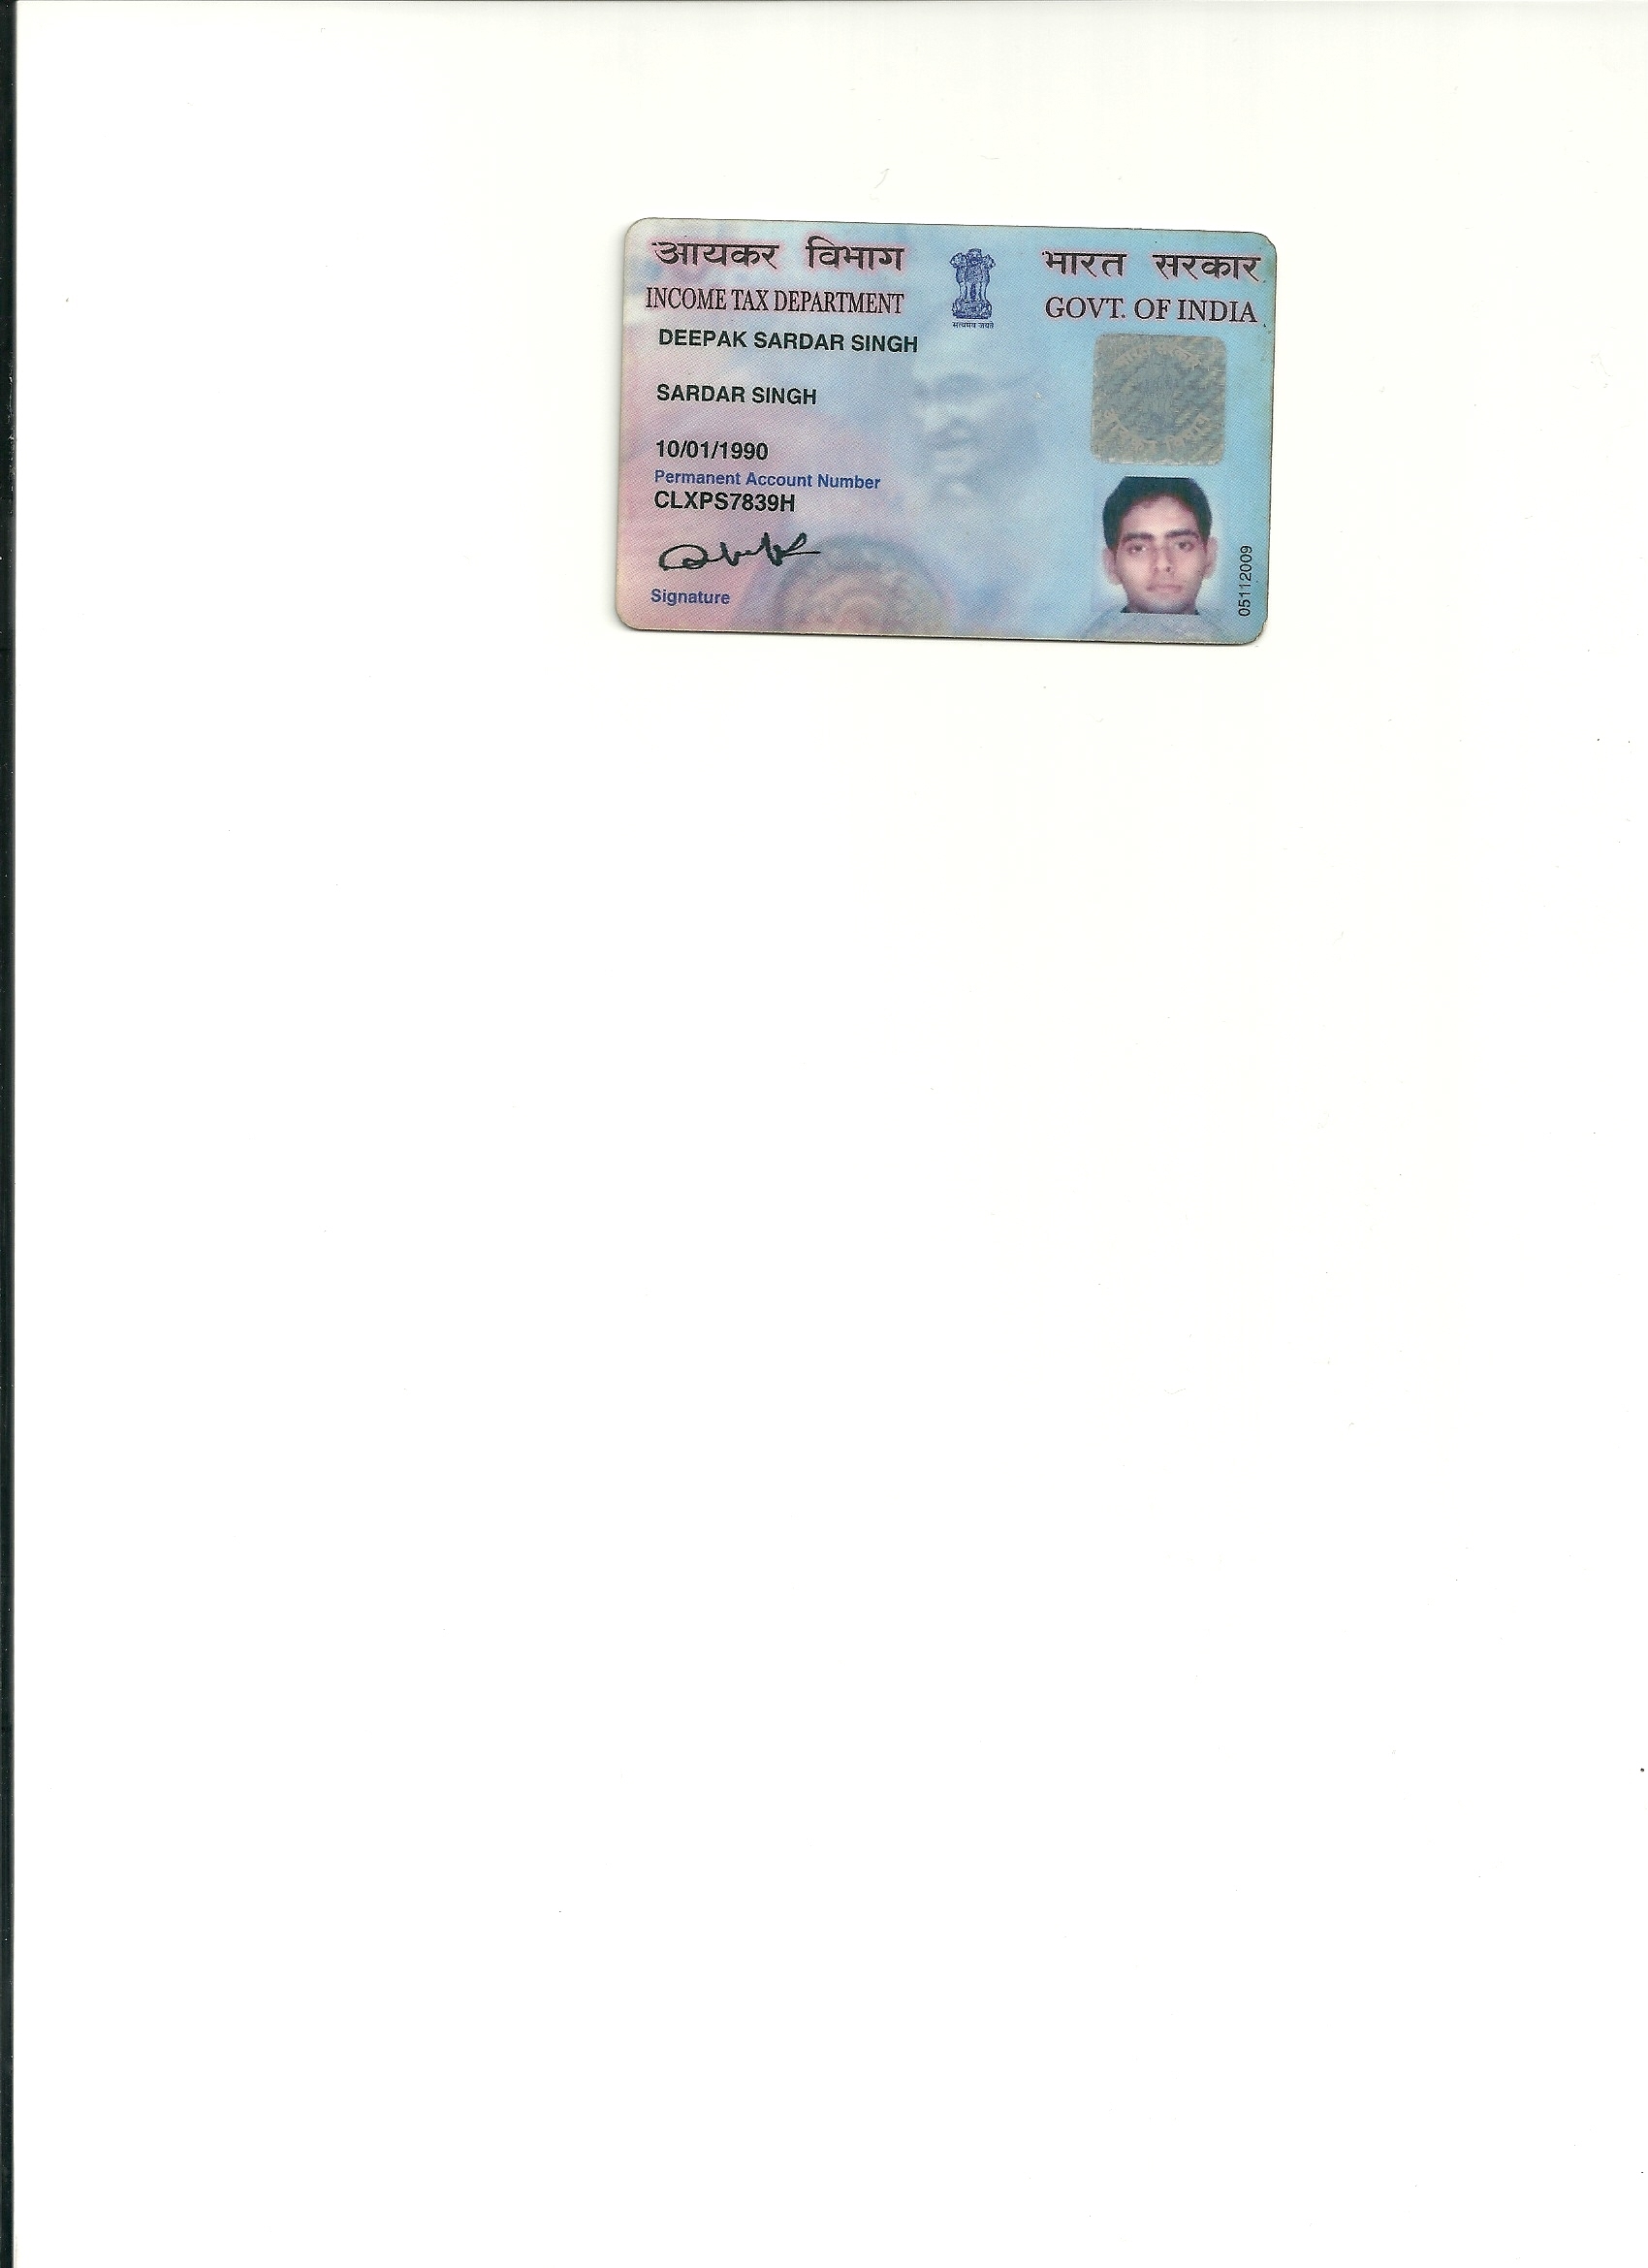 आयकर विभाग
INCOME TAX DEPARTMENT
सत्यमेव जयते
भारत सरकार
GOVT. OF INDIA
DEEPAK SARDAR SINGH
SARDAR SINGH
10/01/1990
Permanent Account Number
CLXPS7839H
Signature
05112009